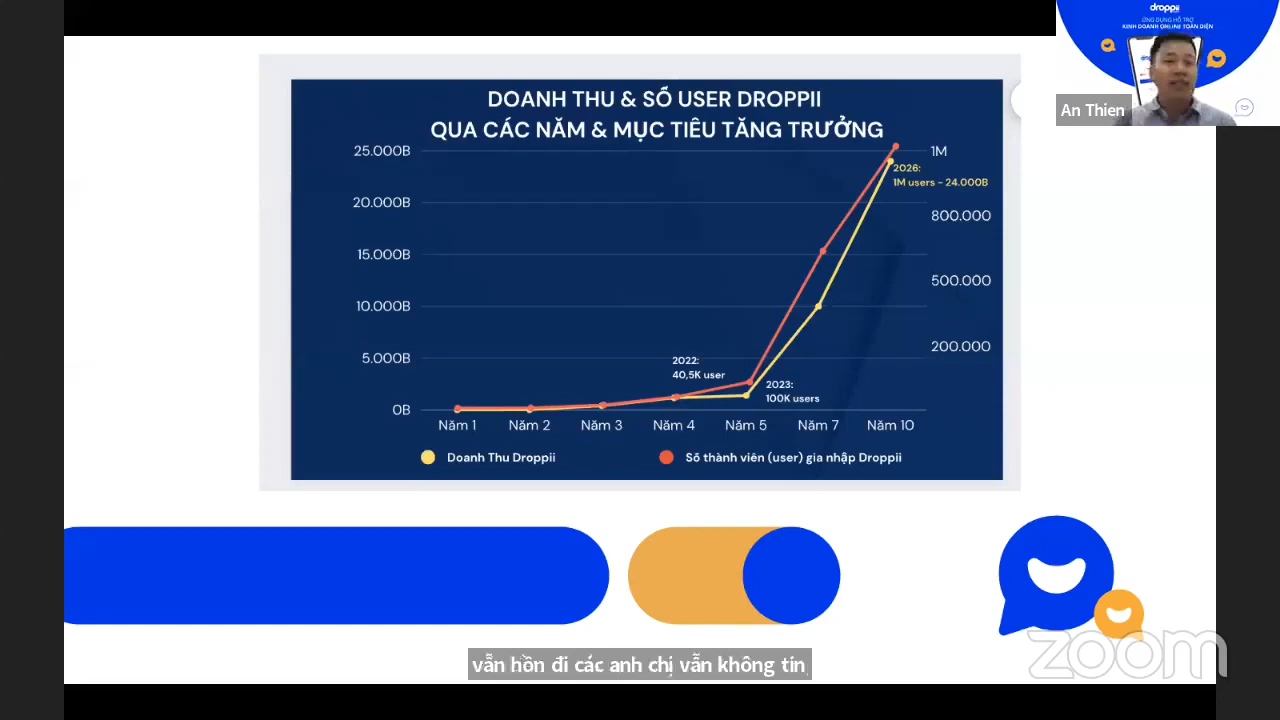 droppii
ỨNG DỤNG HỖ TRỢ
KINH DOANH ONLINE TOÀN DIỆN
An Thien
DOANH THU & SỐ USER DROPPII
QUA CÁC NĂM & MỤC TIÊU TĂNG TRƯỞNG
25.000B
20.000B
15.000B
10.000B
5.000B
0B
1M
800.000
500.000
200.000
2026:
1M users - 24.000B
2022:
40,5K user
2023:
100K users
Năm 1 Năm 2 Năm 3 Năm 4 Năm 5 Năm 7 Năm 10
Doanh Thu Droppii
Số thành viên (user) gia nhập Droppii
vẫn hồn đi các anh chị vẫn không tin
zoom